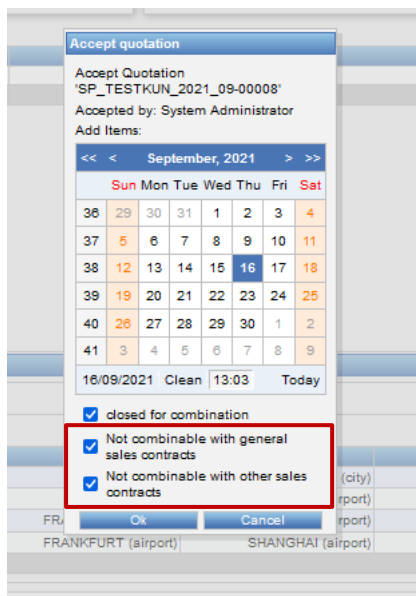 Accept quotation
Accept Quotation
'SP_TESTKUN_2021_09-00008'
Accepted by: System Administrator
Add Items:
<< < September, 2021 > >>
Sun Mon Tue Wed Thu Fri Sat
36 29 30 31 1 2 3 4
37 5 6 7 8 9 10 11
38 12 13 14 15 16 17 18
39 19 20 21 22 23 24 25
40 26 27 28 29 30 1 2
41 3 4 5 6 7 8 9
16/09/2021 Clean 13:03 Today
closed for combination
Not combinable with general
sales contracts
Not combinable with other sales
contracts
(city)
Ok Cancel
FRANKFURT (airport) SHANGHAI (airport)